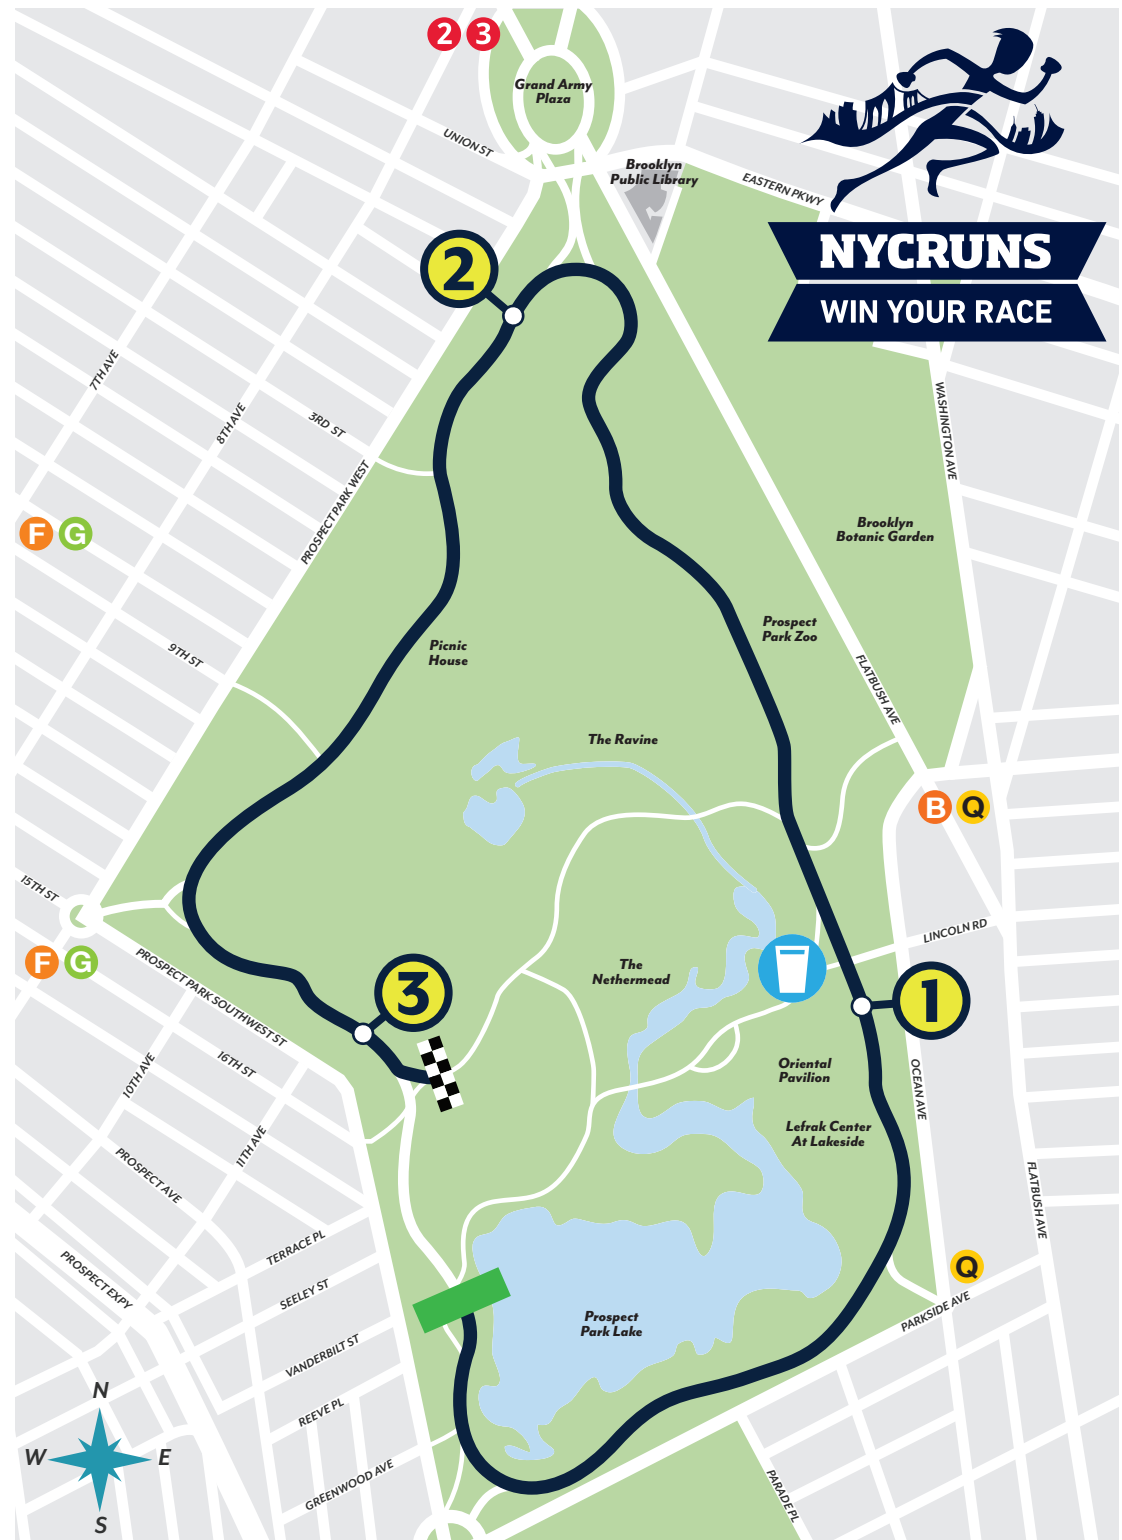 2 3
Grand Army
Plaza
UNION ST
Brooklyn
Public Library
EASTERN PKWY
NYCRUNS
WIN YOUR RACE
2
7TH AVE
8TH AVE
3RD ST
PROSPECT PARK WEST
WASHINGTON AVE
F G
Brooklyn
Botanic Garden
9TH ST
Picnic
House
Prospect
Park Zoo
FLATBUSH AVE
The Ravine
B Q
15TH ST
F G
PROSPECT PARK SOUTHWEST ST
3
The
Nethermead
LINCOLN RD
1
16TH ST
10TH AVE
11TH AVE
Oriental
Pavilion
OCEAN AVE
Lefrak Center
At Lakeside
PROSPECT AVE
FLATBUSH AVE
TERRACE PL
PROSPECT EXPY
SEELEY ST
Q
PARKSIDE AVE
Prospect
Park Lake
VANDERBILT ST
REEVE PL
GREENWOOD AVE
PARADE PL
N
W E
S